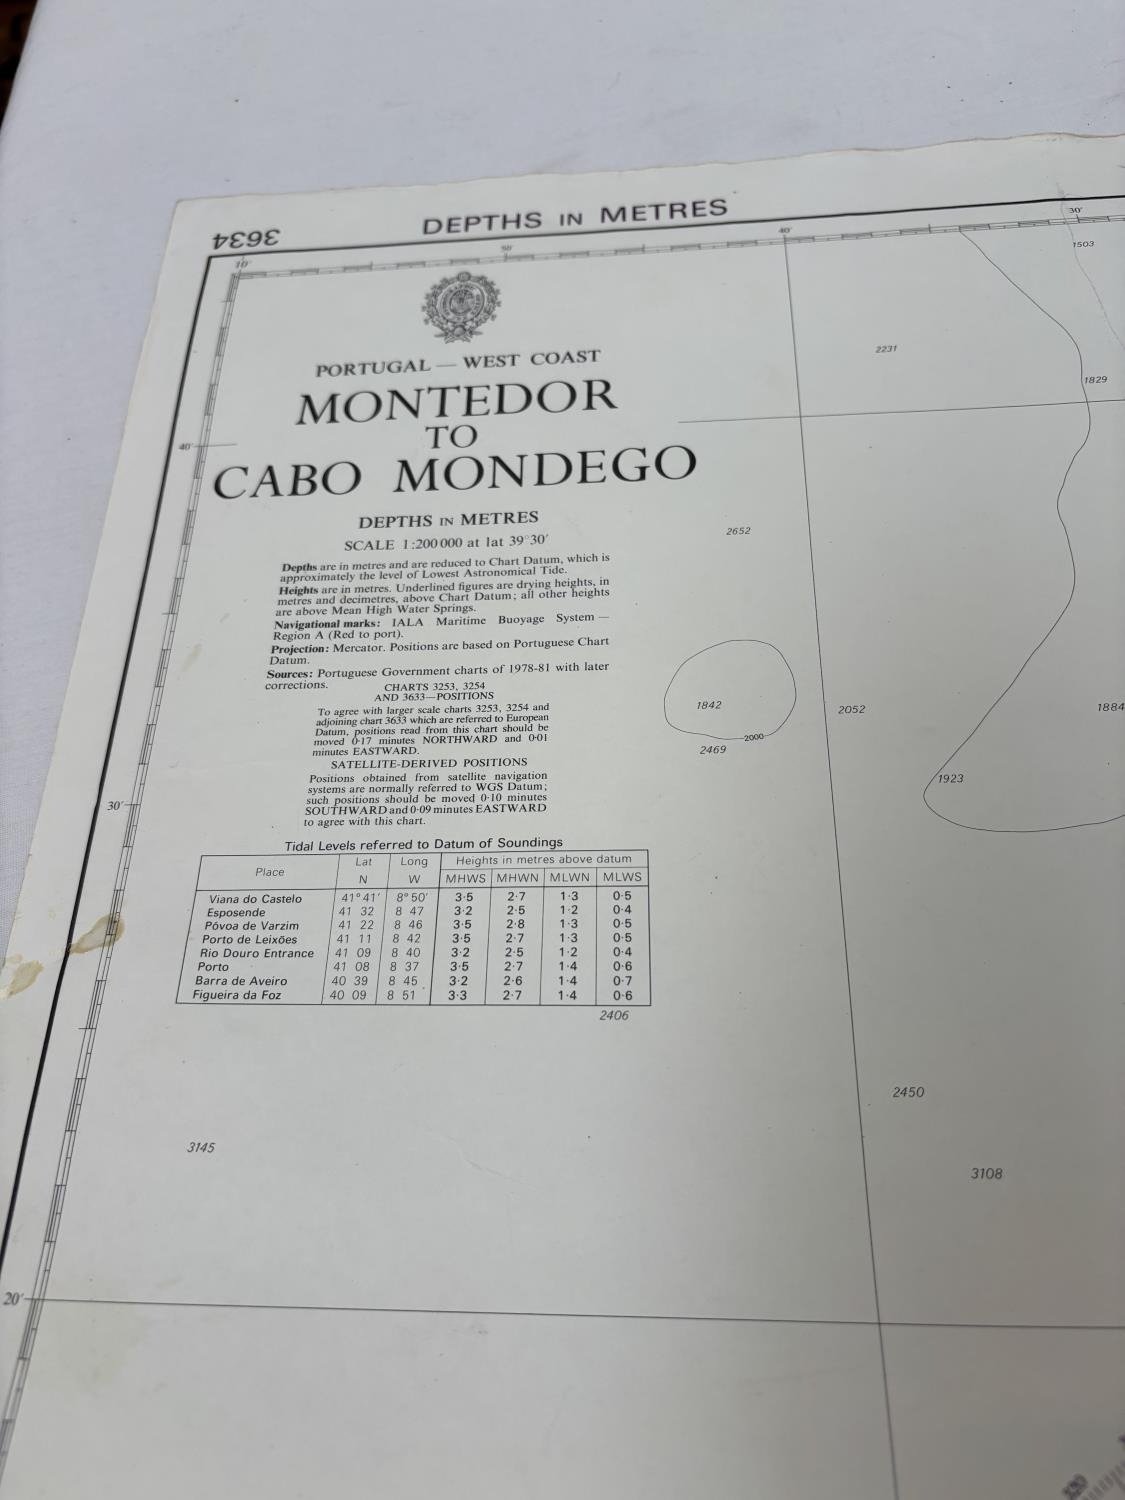 3634
DEPTHS IN METRES
10'
50'
40'
30'
1503
PORTUGAL — WEST COAST
MONTEDOR
TO
CABO MONDEGO
DEPTHS IN METRES
SCALE 1:200 000 at lat 39°30'
Depths are in metres and are reduced to Chart Datum, which is
approximately the level of Lowest Astronomical Tide.
Heights are in metres. Underlined figures are drying heights, in
metres and decimetres, above Chart Datum; all other heights
are above Mean High Water Springs.
Navigational marks: IALA Maritime Buoyage System —
Region A (Red to port).
Projection: Mercator. Positions are based on Portuguese Chart
Datum.
Sources: Portuguese Government charts of 1978-81 with later
corrections.
CHARTS 3253, 3254
AND 3633—POSITIONS
To agree with larger scale charts 3253, 3254 and
adjoining chart 3633 which are referred to European
Datum, positions read from this chart should be
moved 0·17 minutes NORTHWARD and 0·01
minutes EASTWARD.
SATELLITE-DERIVED POSITIONS
Positions obtained from satellite navigation
systems are normally referred to WGS Datum;
such positions should be moved 0·10 minutes
SOUTHWARD and 0·09 minutes EASTWARD
to agree with this chart.
Tidal Levels referred to Datum of Soundings
Place Lat N Long W Heights in metres above datum
MHWS MHWN MLWN MLWS
Viana do Castelo 41°41' 8°50' 3·5 2·7 1·3 0·5
Esposende 41 32 8 47 3·2 2·5 1·2 0·4
Póvoa de Varzim 41 22 8 46 3·5 2·8 1·3 0·5
Porto de Leixões 41 11 8 42 3·5 2·7 1·3 0·5
Rio Douro Entrance 41 09 8 40 3·2 2·5 1·2 0·4
Porto 41 08 8 37 3·5 2·7 1·4 0·6
Barra de Aveiro 40 39 8 45 3·2 2·6 1·4 0·7
Figueira da Foz 40 09 8 51 3·3 2·7 1·4 0·6
2231
1829
40'
2652
1842
2052
1884
2000
2469
1923
30'
2406
2450
3145
3108
20'